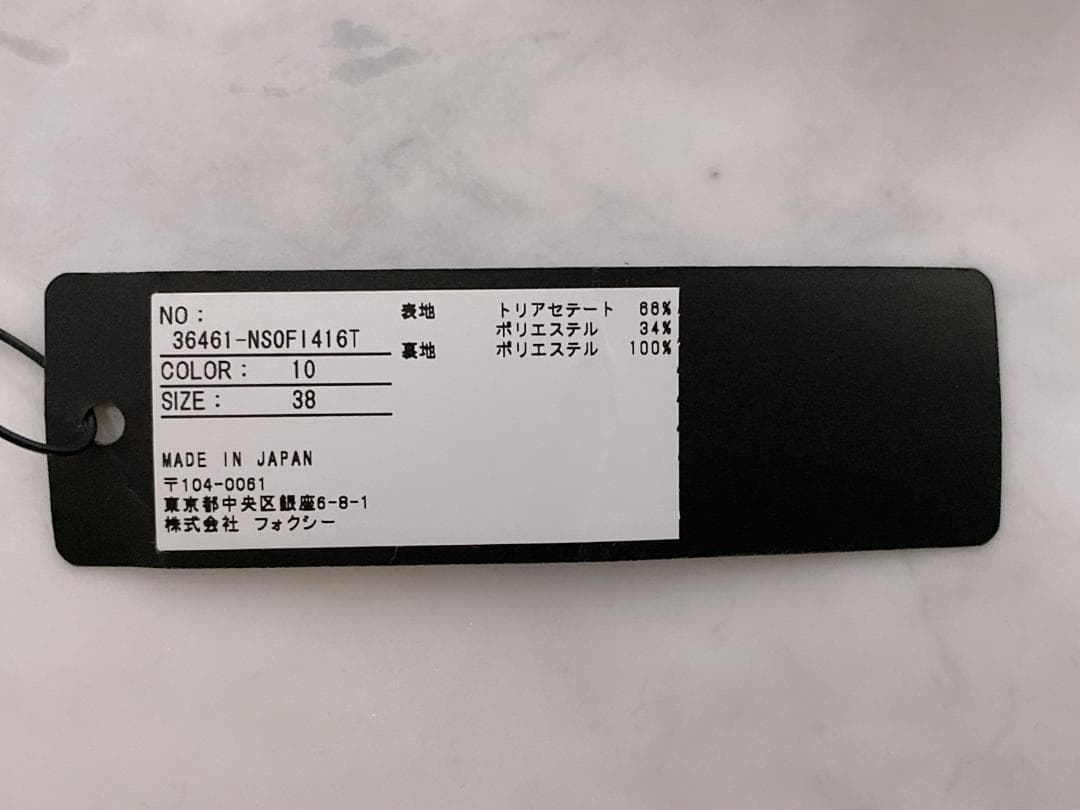 NO :
36461-NSOFI416T
COLOR : 10
SIZE : 38
表地 トリアセテート 66%
ポリエステル 34%
裏地 ポリエステル 100%
MADE IN JAPAN
〒104-0061
東京都中央区銀座6-8-1
株式会社 フォクシー